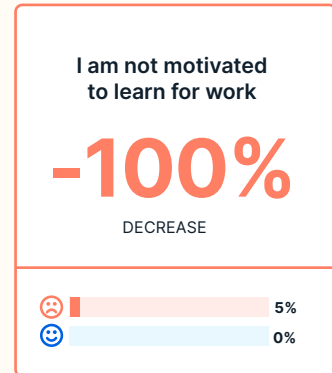 I am not motivated
to learn for work
-100%
DECREASE
5%
0%